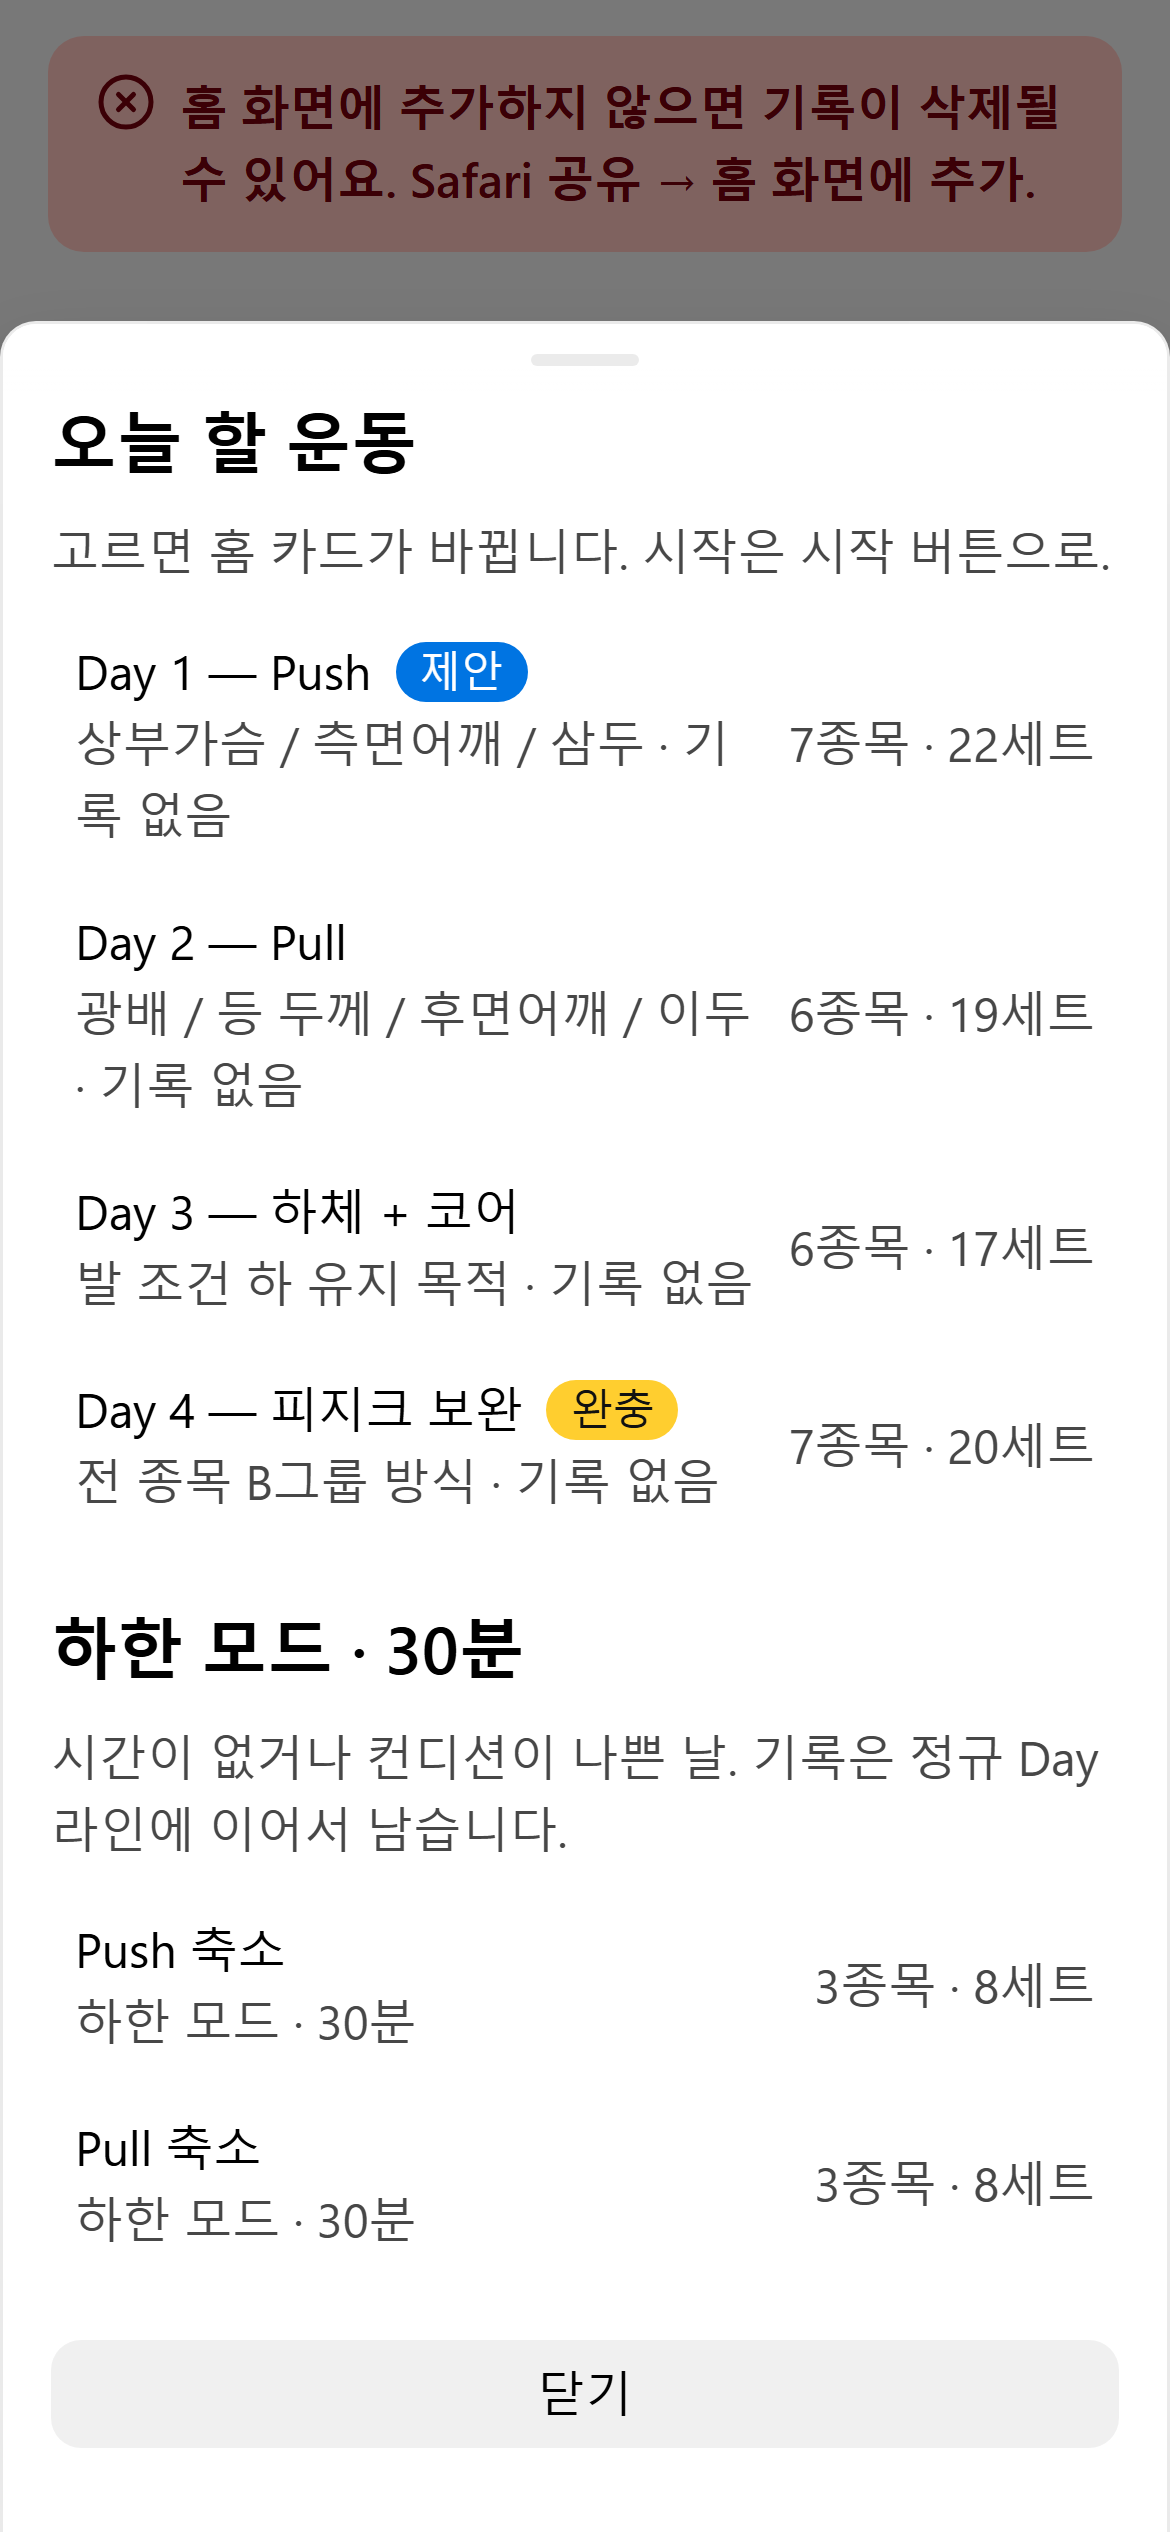 홈 화면에 추가하지 않으면 기록이 삭제될
수 있어요. Safari 공유 → 홈 화면에 추가.
오늘 할 운동
고르면 홈 카드가 바뀝니다. 시작은 시작 버튼으로.
Day 1 — Push 제안
상부가슴 / 측면어깨 / 삼두 · 기 7종목 · 22세트
록 없음
Day 2 — Pull
광배 / 등 두께 / 후면어깨 / 이두 6종목 · 19세트
· 기록 없음
Day 3 — 하체 + 코어
6종목 · 17세트
발 조건 하 유지 목적 · 기록 없음
Day 4 — 피지크 보완 완충
7종목 · 20세트
전 종목 B그룹 방식 · 기록 없음
하한 모드 · 30분
시간이 없거나 컨디션이 나쁜 날. 기록은 정규 Day
라인에 이어서 남습니다.
Push 축소
3종목 · 8세트
하한 모드 · 30분
Pull 축소
3종목 · 8세트
하한 모드 · 30분
닫기